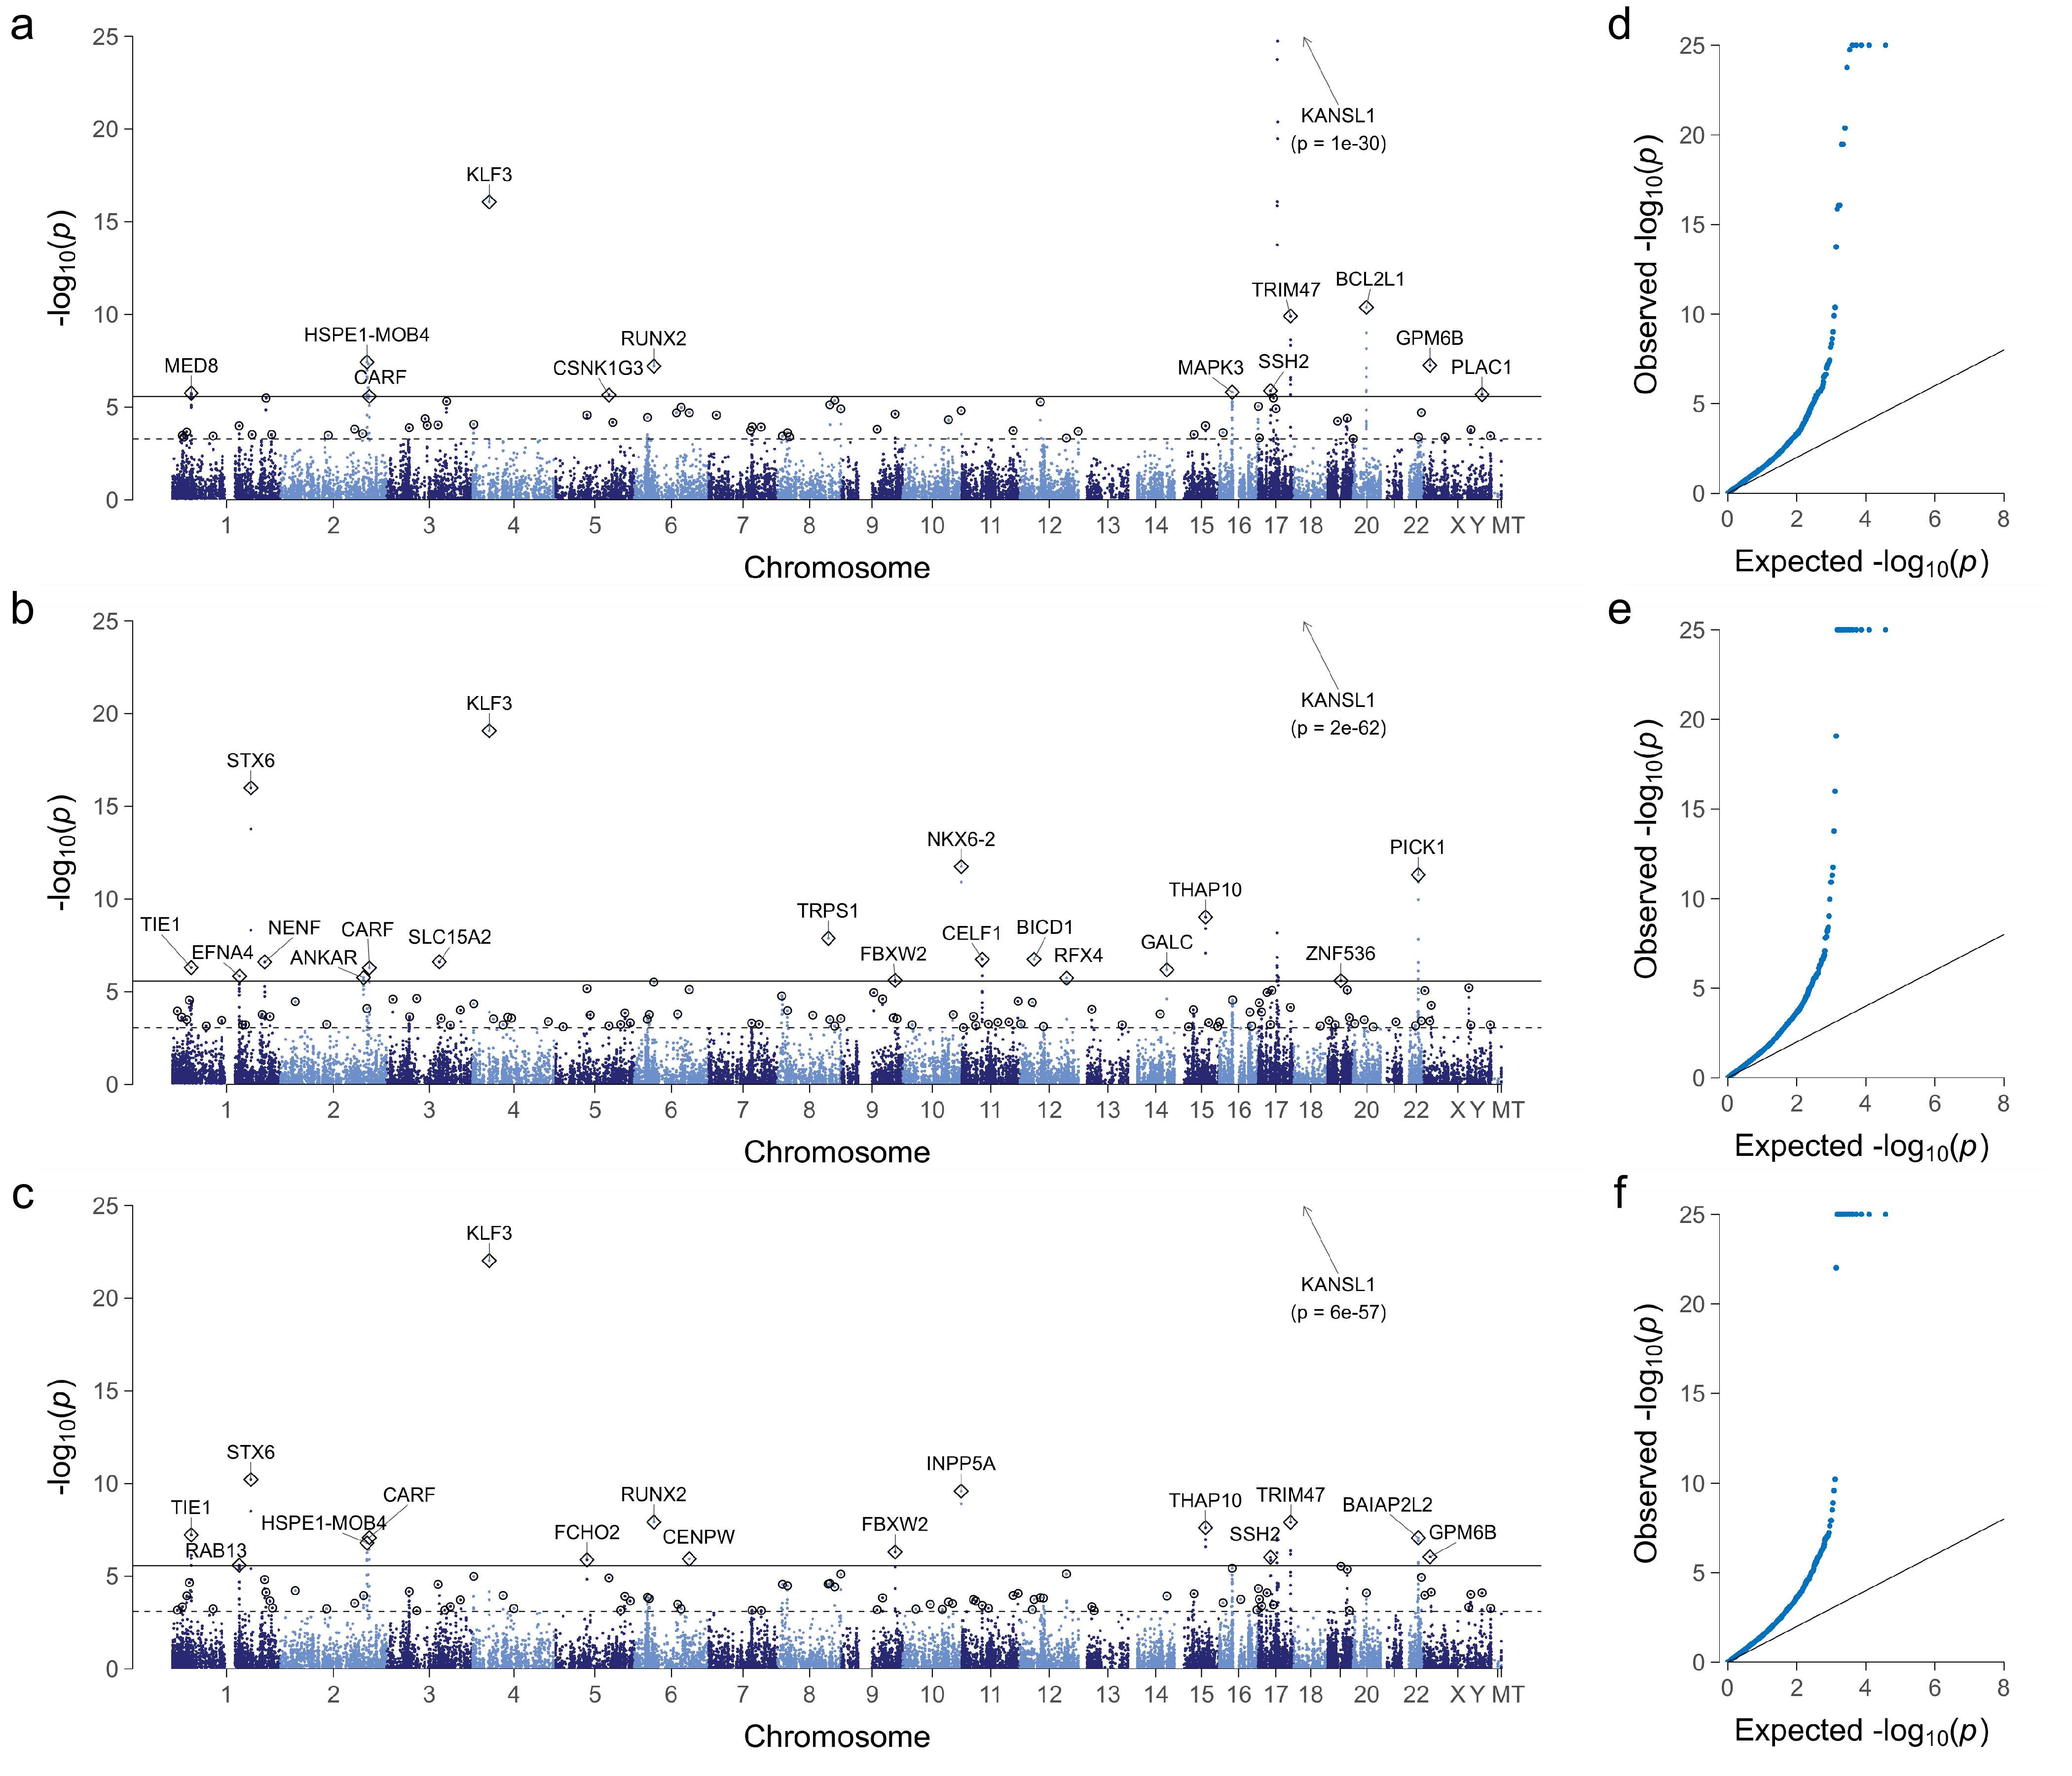 a
25
20
15
10
5
0
-log10(p)
KANSL1
(p = 1e-30)
KLF3
BCL2L1
TRIM47
HSPE1-MOB4
RUNX2
GPM6B
MED8
CARF
CSNK1G3
MAPK3
SSH2
PLAC1
1 2 3 4 5 6 7 8 9 10 11 12 13 14 15 16 17 18 20 22 X Y MT
Chromosome
d
25
20
15
10
5
0
Observed -log10(p)
0 2 4 6 8
Expected -log10(p)
b
25
20
15
10
5
0
-log10(p)
KANSL1
(p = 2e-62)
KLF3
STX6
NKX6-2
PICK1
THAP10
TRPS1
TIE1
NENF
CARF
SLC15A2
CELF1
BICD1
EFNA4
ANKAR
FBXW2
RFX4
GALC
ZNF536
1 2 3 4 5 6 7 8 9 10 11 12 13 14 15 16 17 18 20 22 X Y MT
Chromosome
e
25
20
15
10
5
0
Observed -log10(p)
0 2 4 6 8
Expected -log10(p)
c
25
20
15
10
5
0
-log10(p)
KLF3
KANSL1
(p = 6e-57)
STX6
INPP5A
TIE1
CARF
RUNX2
THAP10
TRIM47
BAIAP2L2
HSPE1-MOB4
FCHO2
CENPW
FBXW2
SSH2
GPM6B
RAB13
1 2 3 4 5 6 7 8 9 10 11 12 13 14 15 16 17 18 20 22 X Y MT
Chromosome
f
25
20
15
10
5
0
Observed -log10(p)
0 2 4 6 8
Expected -log10(p)